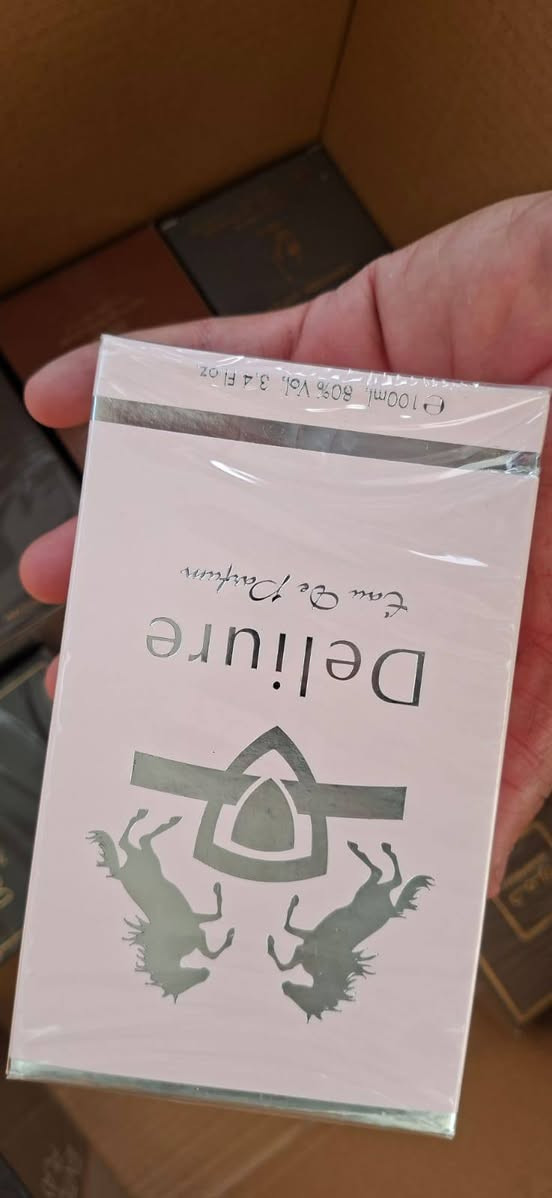 Deliure
Eau De Parfum
℮100ml, 80% Vol, 3.4 Fl oz.